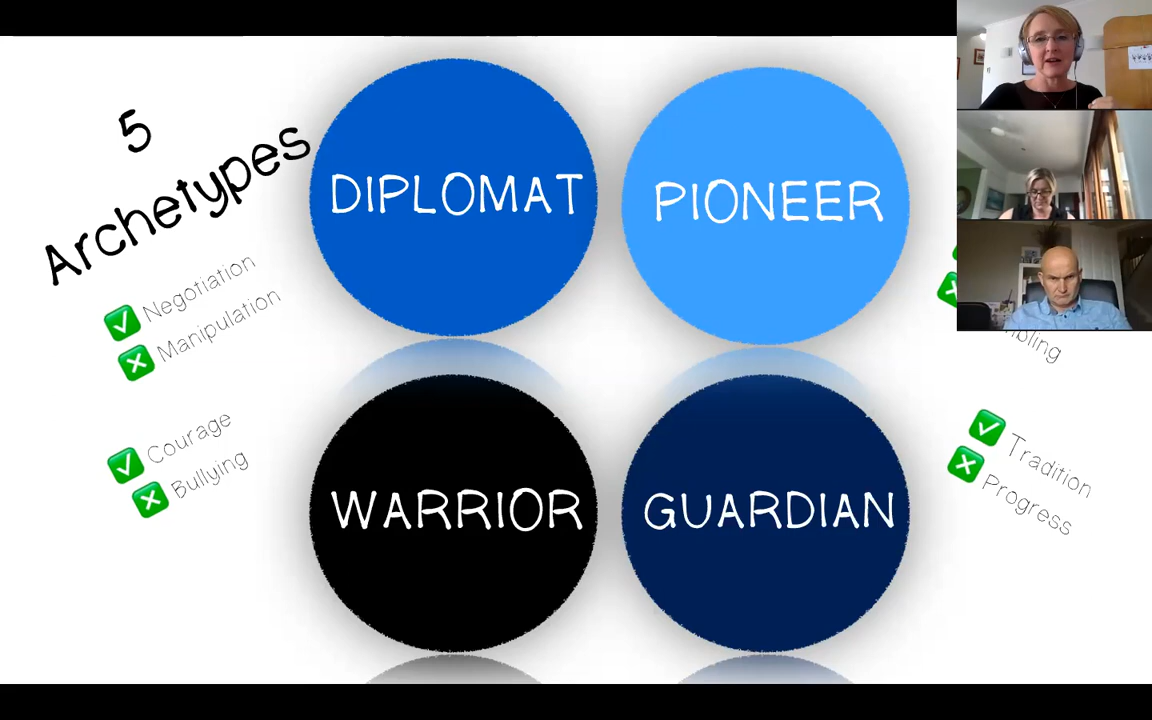 5
Archetypes
✅ Negotiation
❎ Manipulation
DIPLOMAT
PIONEER
✅ Courage
❎ Bullying
WARRIOR
GUARDIAN
✅ Tradition
❎ Progress